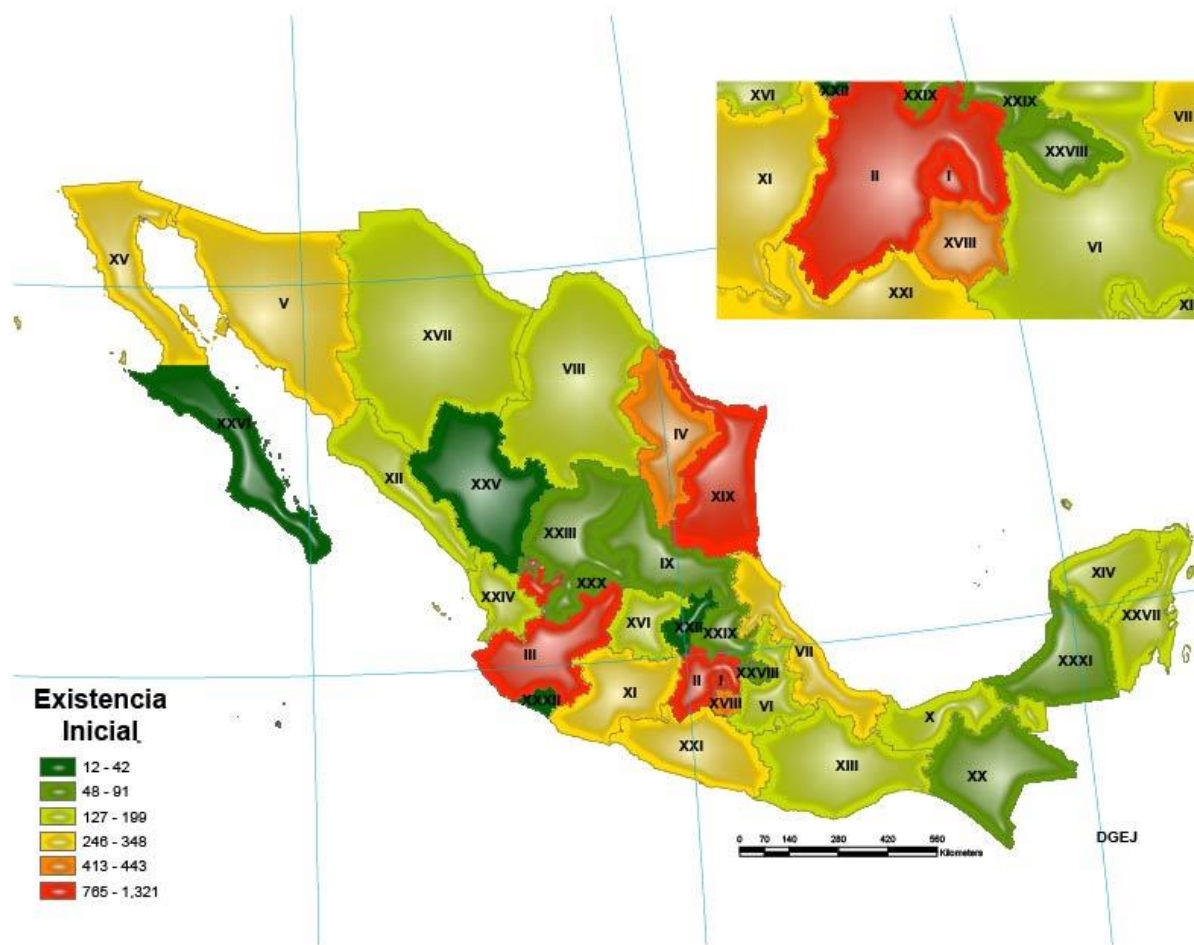 XVI
XXII
XXIX
XXIX
VII
XI
II
I
XXVIII
XVIII
VI
XXI
XI
XV
V
XVII
VIII
IV
XIX
XXVI
XII
XXV
XXIII
IX
XXIV
XXX
XVI
XXII
XXIX
III
II
I
XXVIII
VII
XXXII
XI
XVIII
VI
XXI
XIII
X
XX
XIV
XXVII
XXXI
Existencia
Inicial
12 - 42
48 - 91
127 - 199
246 - 348
413 - 443
765 - 1,321
0 70 140 280 420 560
Kilometers
DGEJ